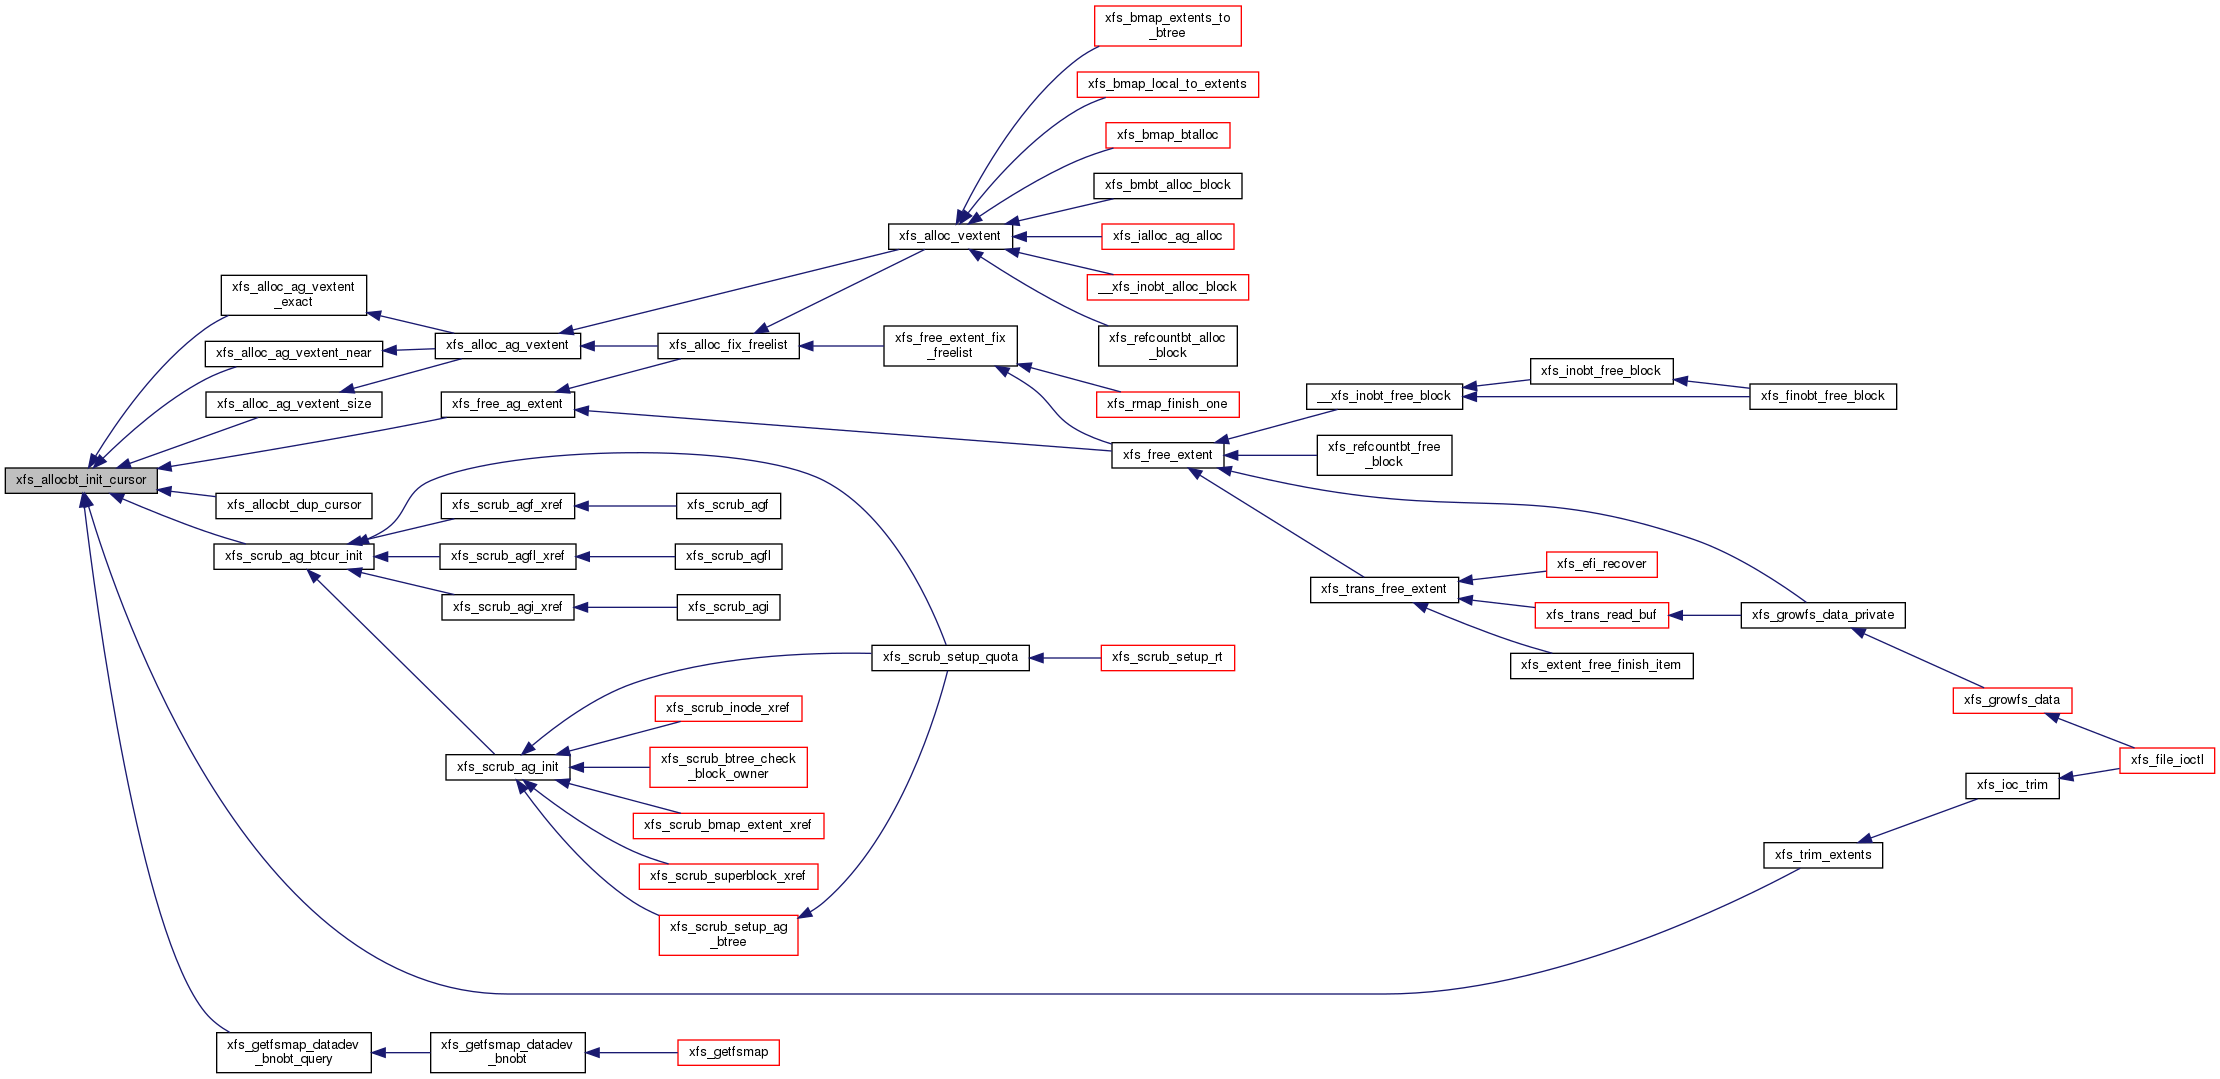 xfs_bmap_extents_to
_btree
xfs_bmap_local_to_extents
xfs_bmap_btalloc
xfs_bmbt_alloc_block
xfs_alloc_vextent
xfs_ialloc_ag_alloc
__xfs_inobt_alloc_block
xfs_alloc_ag_vextent
_exact
xfs_refcountbt_alloc
_block
xfs_alloc_ag_vextent_near
xfs_alloc_ag_vextent
xfs_alloc_fix_freelist
xfs_free_extent_fix
_freelist
xfs_inobt_free_block
xfs_alloc_ag_vextent_size
xfs_free_ag_extent
xfs_rmap_finish_one
__xfs_inobt_free_block
xfs_finobt_free_block
xfs_free_extent
xfs_refcountbt_free
_block
xfs_allocbt_init_cursor
xfs_allocbt_dup_cursor
xfs_scrub_agf_xref
xfs_scrub_agf
xfs_scrub_ag_btcur_init
xfs_scrub_agfl_xref
xfs_scrub_agfl
xfs_efi_recover
xfs_trans_free_extent
xfs_scrub_agi_xref
xfs_scrub_agi
xfs_trans_read_buf
xfs_growfs_data_private
xfs_scrub_setup_quota
xfs_scrub_setup_rt
xfs_extent_free_finish_item
xfs_scrub_inode_xref
xfs_growfs_data
xfs_scrub_ag_init
xfs_scrub_btree_check
_block_owner
xfs_file_ioctl
xfs_ioc_trim
xfs_scrub_bmap_extent_xref
xfs_trim_extents
xfs_scrub_superblock_xref
xfs_scrub_setup_ag
_btree
xfs_getfsmap_datadev
_bnobt_query
xfs_getfsmap_datadev
_bnobt
xfs_getfsmap